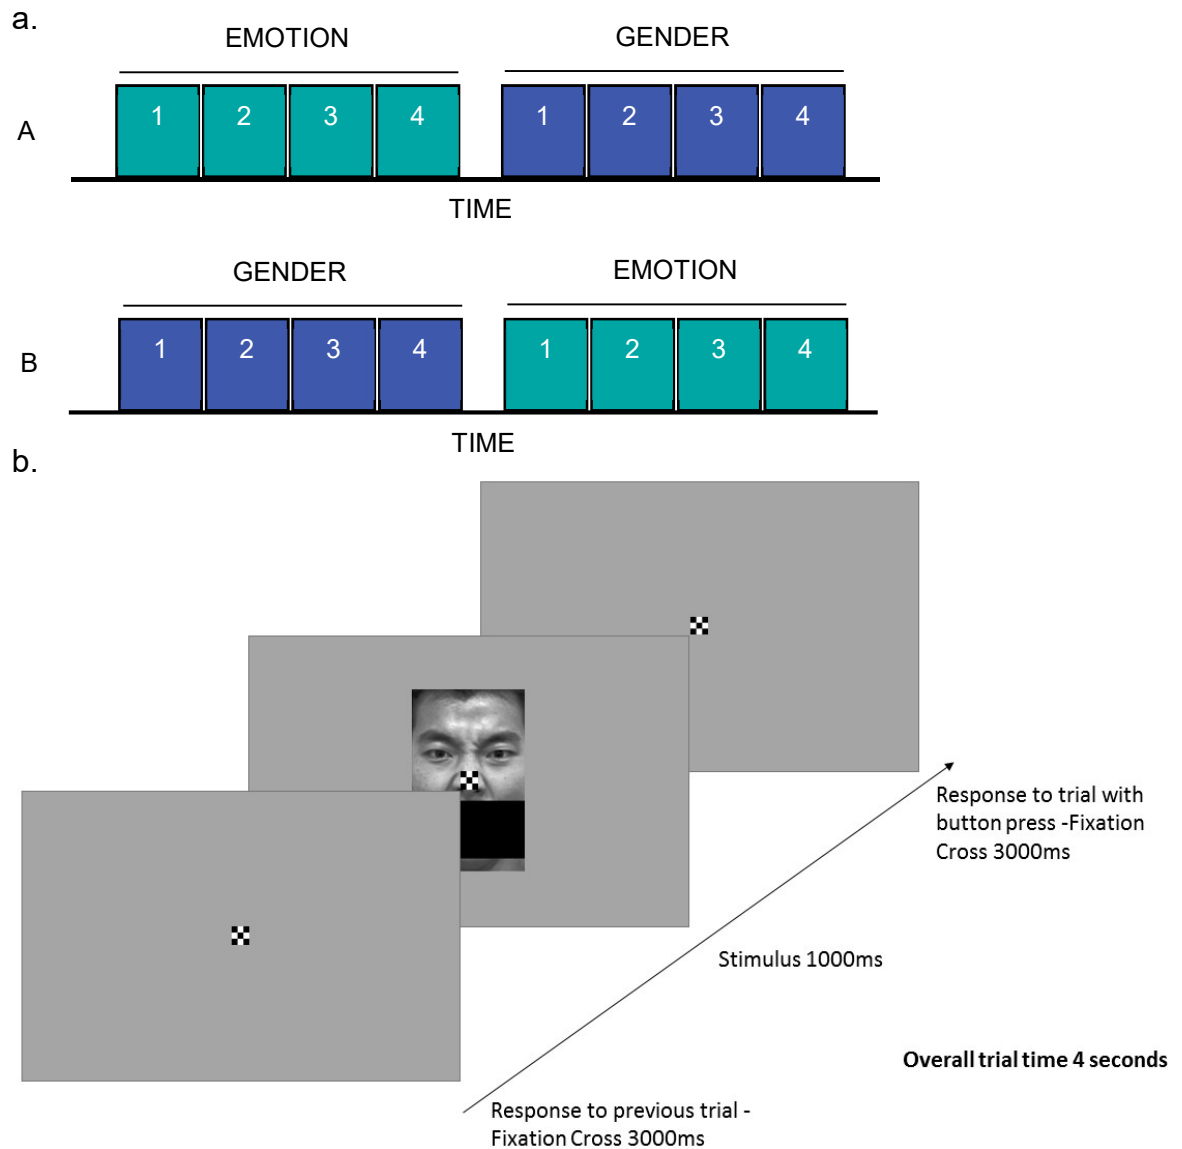 a.
EMOTION GENDER
A 1 2 3 4 1 2 3 4
TIME
GENDER EMOTION
B 1 2 3 4 1 2 3 4
TIME
b.
Response to trial with
button press -Fixation
Cross 3000ms
Stimulus 1000ms
Overall trial time 4 seconds
Response to previous trial -
Fixation Cross 3000ms